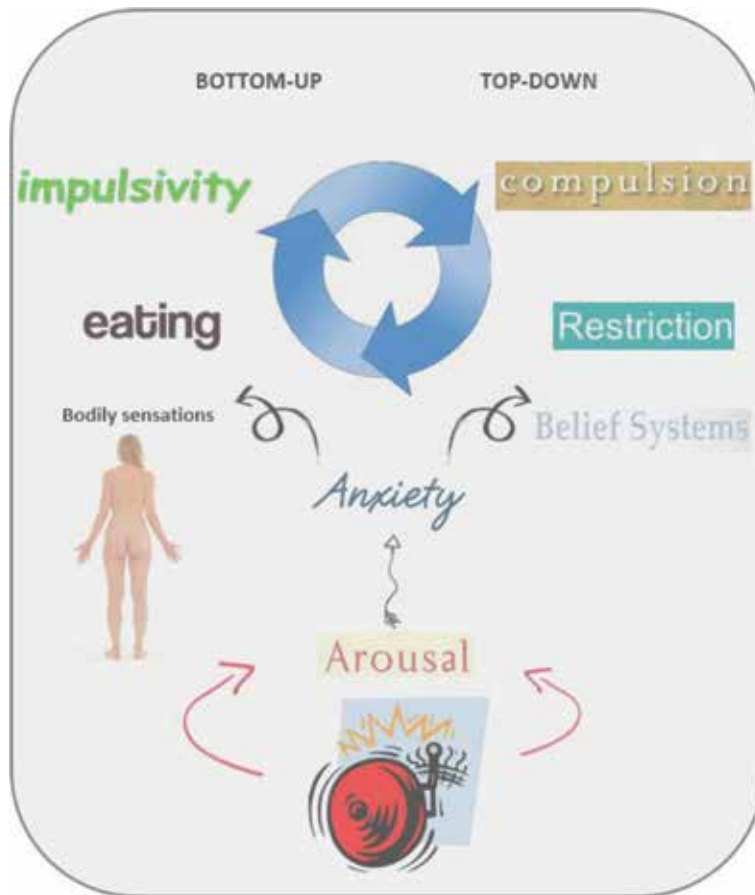 BOTTOM-UP TOP-DOWN
impulsivity compulsion
eating Restriction
Bodily sensations Belief Systems
Anxiety
Arousal